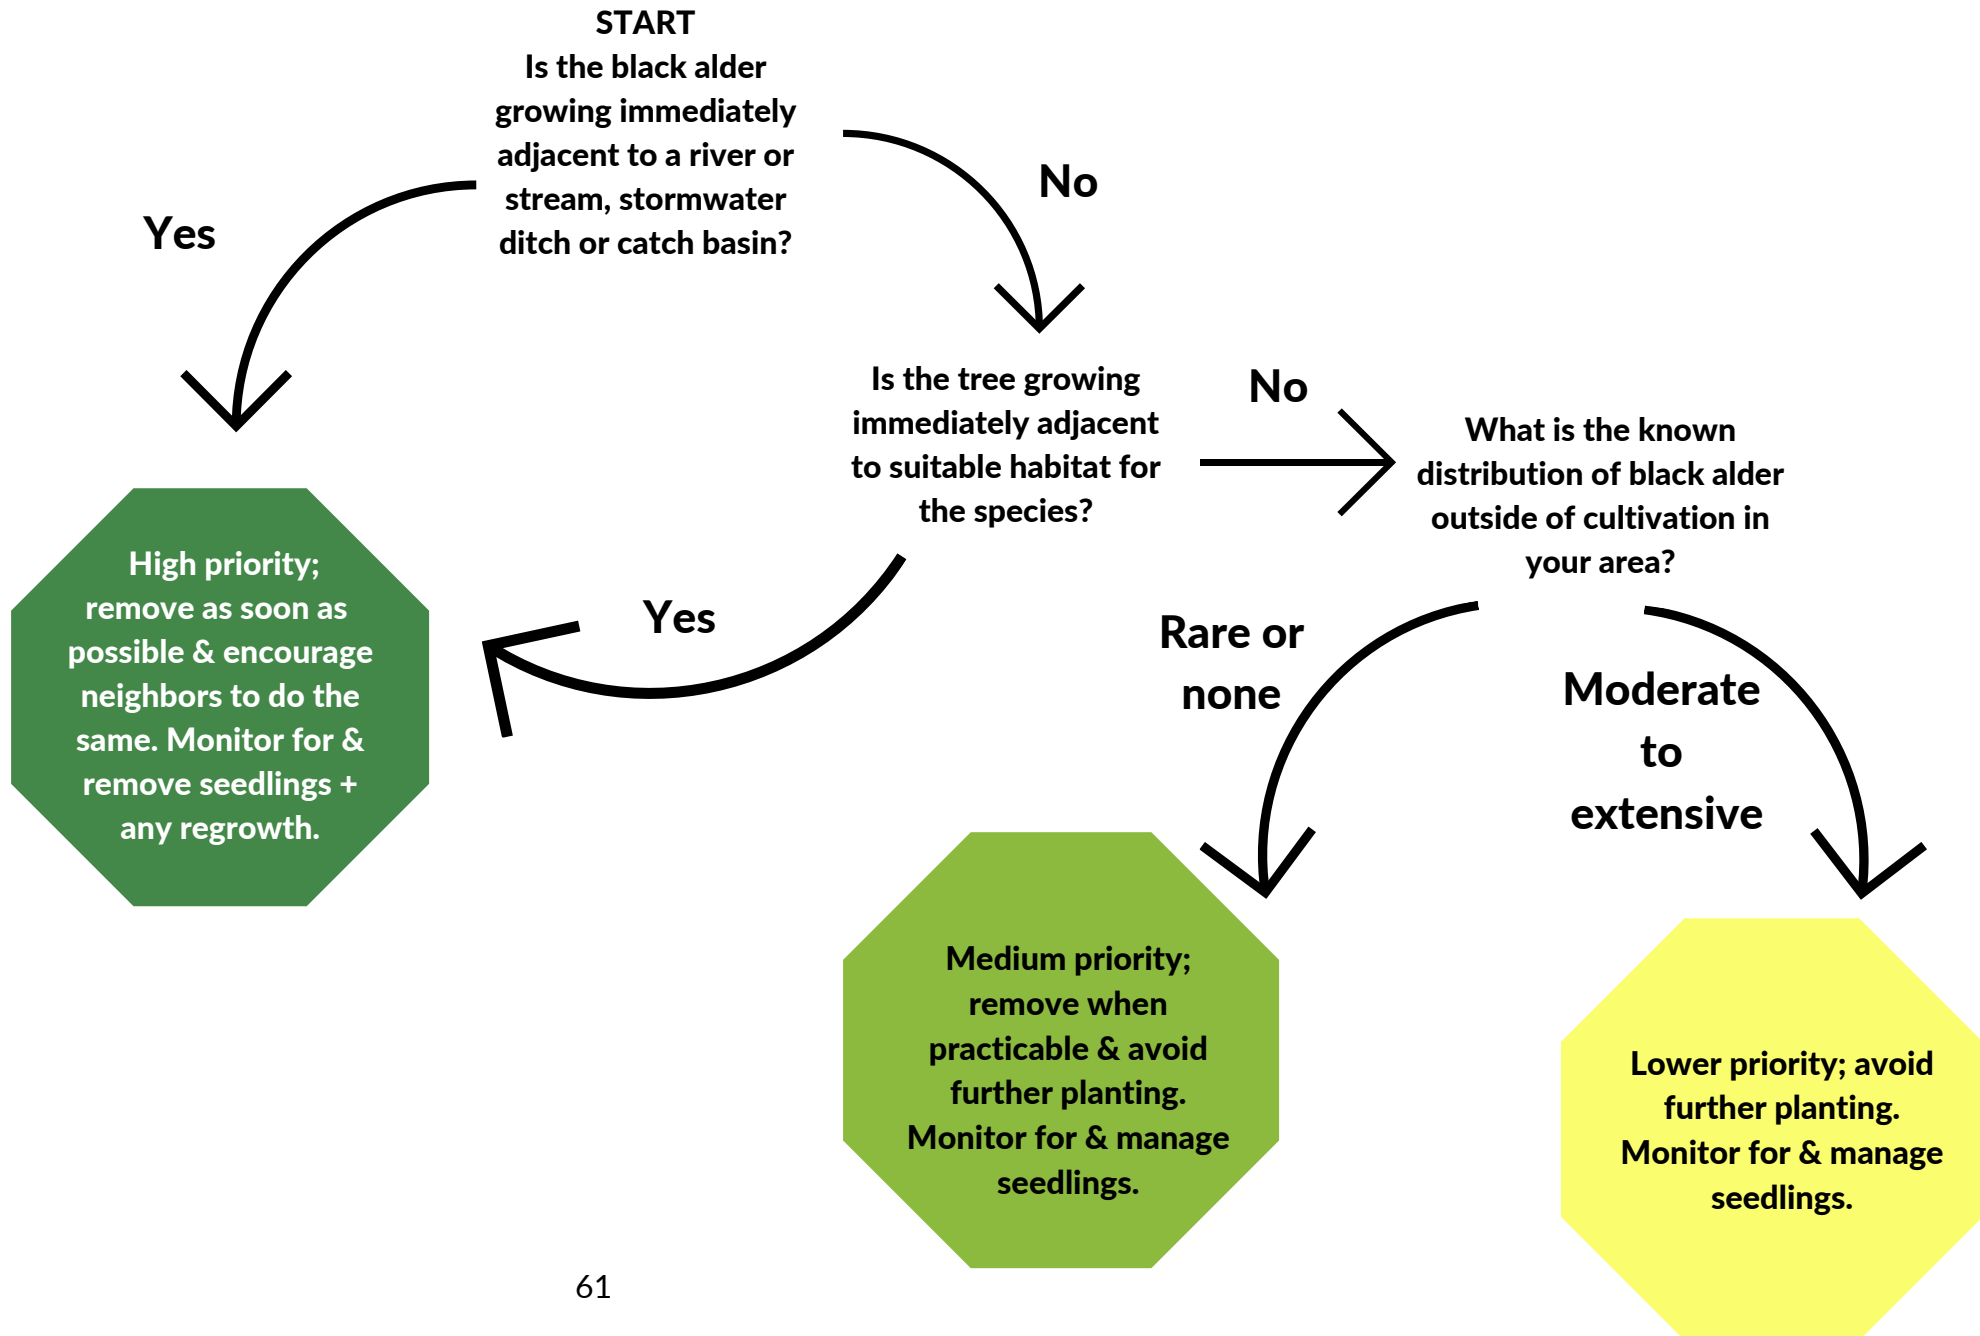 START
Is the black alder
growing immediately
adjacent to a river or
stream, stormwater
ditch or catch basin?
Yes
No
Is the tree growing
immediately adjacent
to suitable habitat for
the species?
No
What is the known
distribution of black alder
outside of cultivation in
your area?
Yes
High priority;
remove as soon as
possible & encourage
neighbors to do the
same. Monitor for &
remove seedlings +
any regrowth.
Rare or
none
Moderate
to
extensive
Medium priority;
remove when
practicable & avoid
further planting.
Monitor for & manage
seedlings.
Lower priority; avoid
further planting.
Monitor for & manage
seedlings.
61